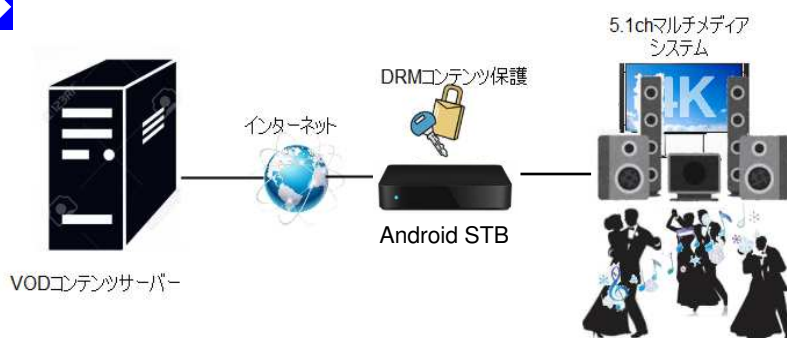 5.1chマルチメディア
システム
DRMコンテンツ保護
4K
インターネット
Android STB
VODコンテンツサーバー